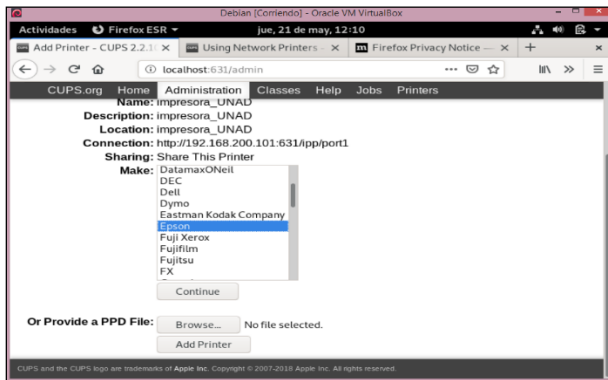 Debian [Corriendo] - Oracle VM VirtualBox
Actividades Firefox ESR jue, 21 de may, 12:10
Add Printer - CUPS 2.2.1 Using Network Printers - Firefox Privacy Notice —
localhost:631/admin
CUPS.org Home Administration Classes Help Jobs Printers
Name: impresora_UNAD
Description: impresora_UNAD
Location: impresora_UNAD
Connection: http://192.168.200.101:631/ipp/port1
Sharing: Share This Printer
Make: DatamaxONeil
DEC
Dell
Dymo
Eastman Kodak Company
Epson
Fuji Xerox
Fujifilm
Fujitsu
FX
Continue
Or Provide a PPD File: Browse... No file selected.
Add Printer
CUPS and the CUPS logo are trademarks of Apple Inc. Copyright © 2007-2018 Apple Inc. All rights reserved.